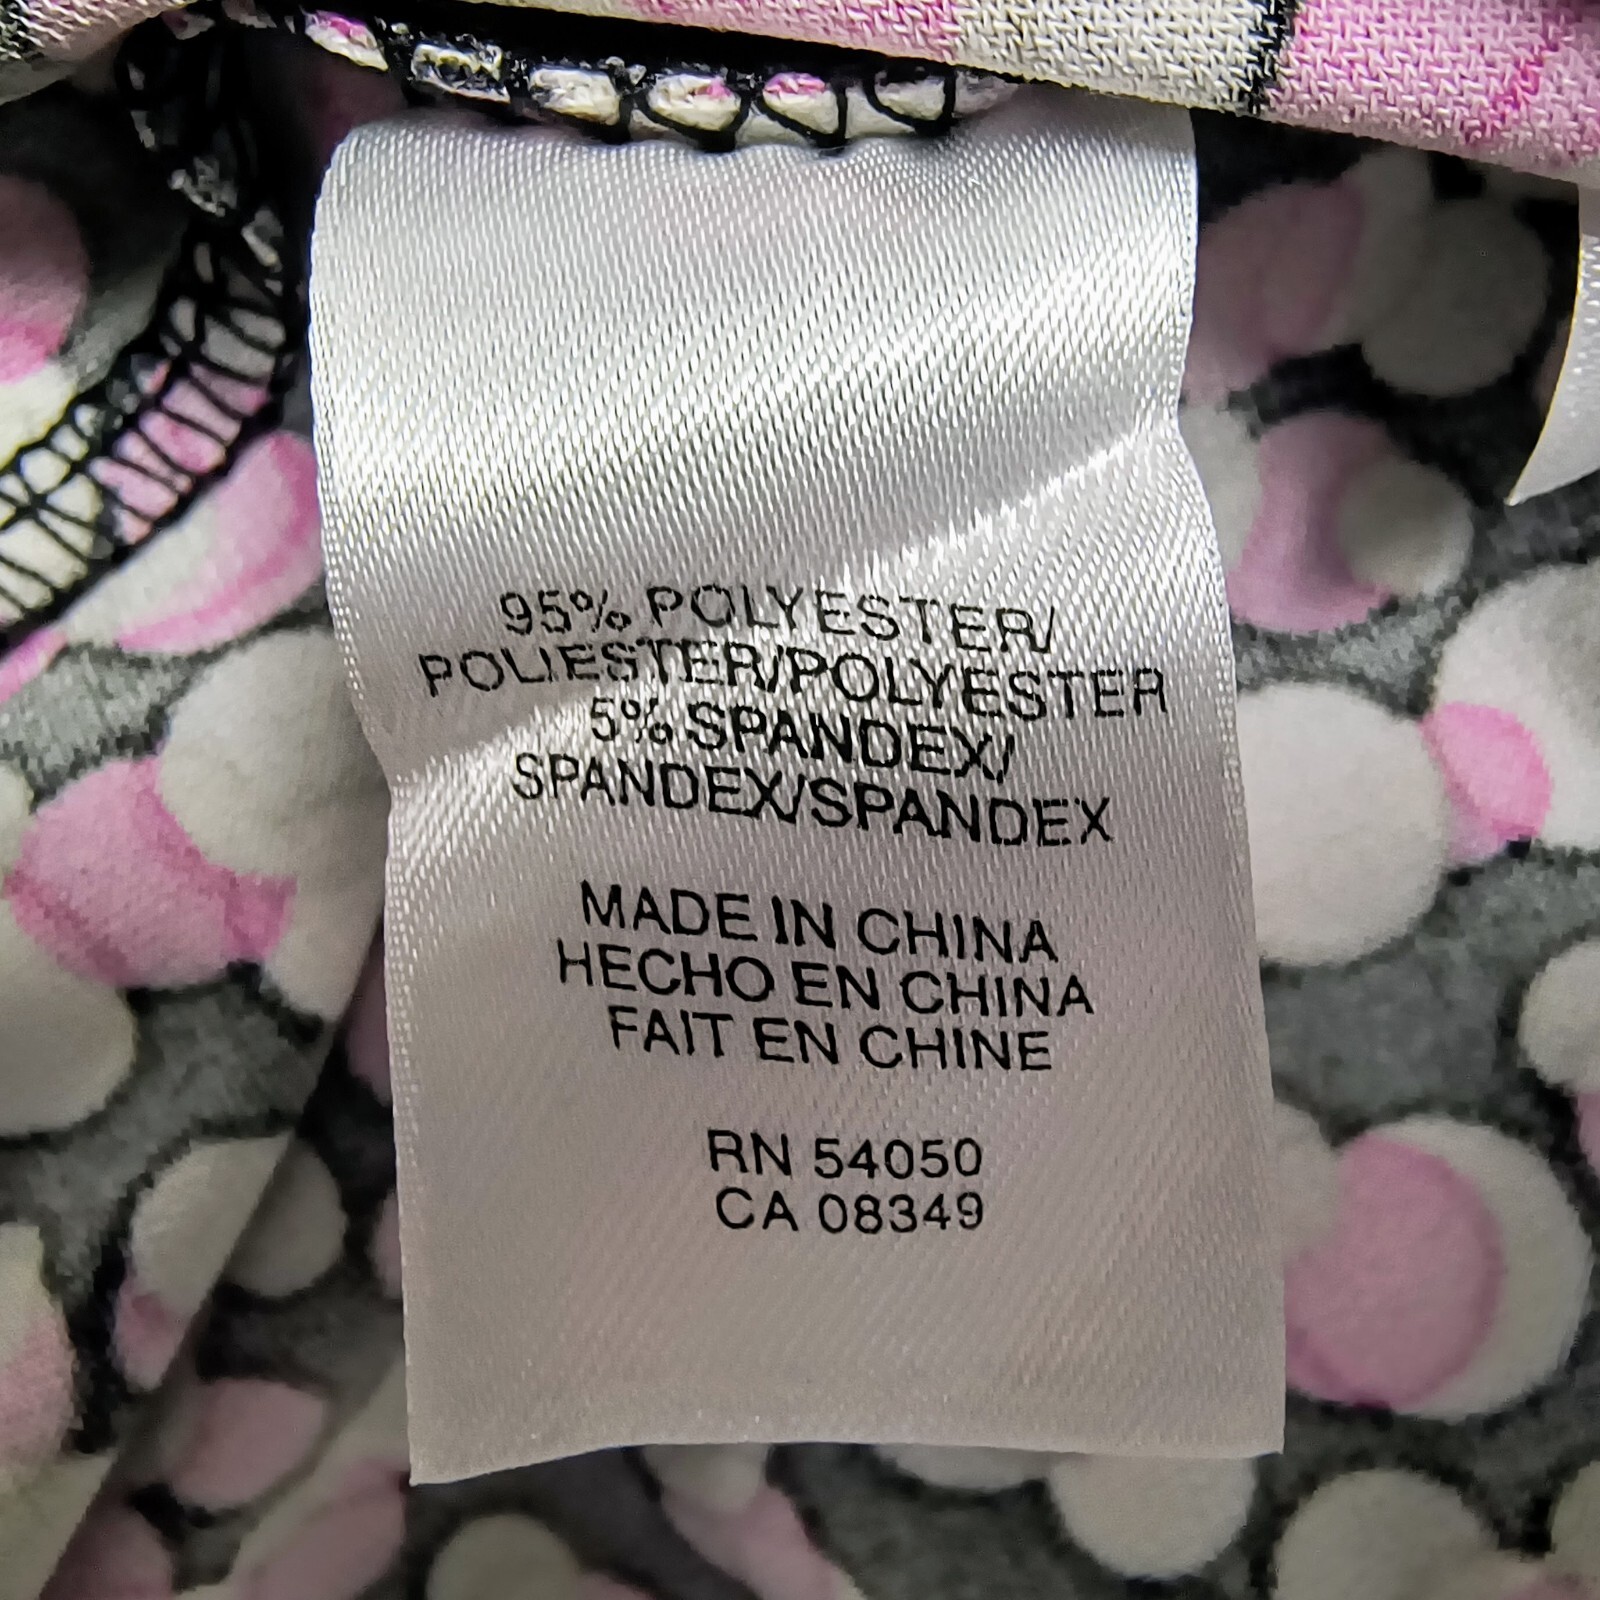 95% POLYESTER/
POLIESTER/POLYESTER
5% SPANDEX/
SPANDEX/SPANDEX
MADE IN CHINA
HECHO EN CHINA
FAIT EN CHINE
RN 54050
CA 08349